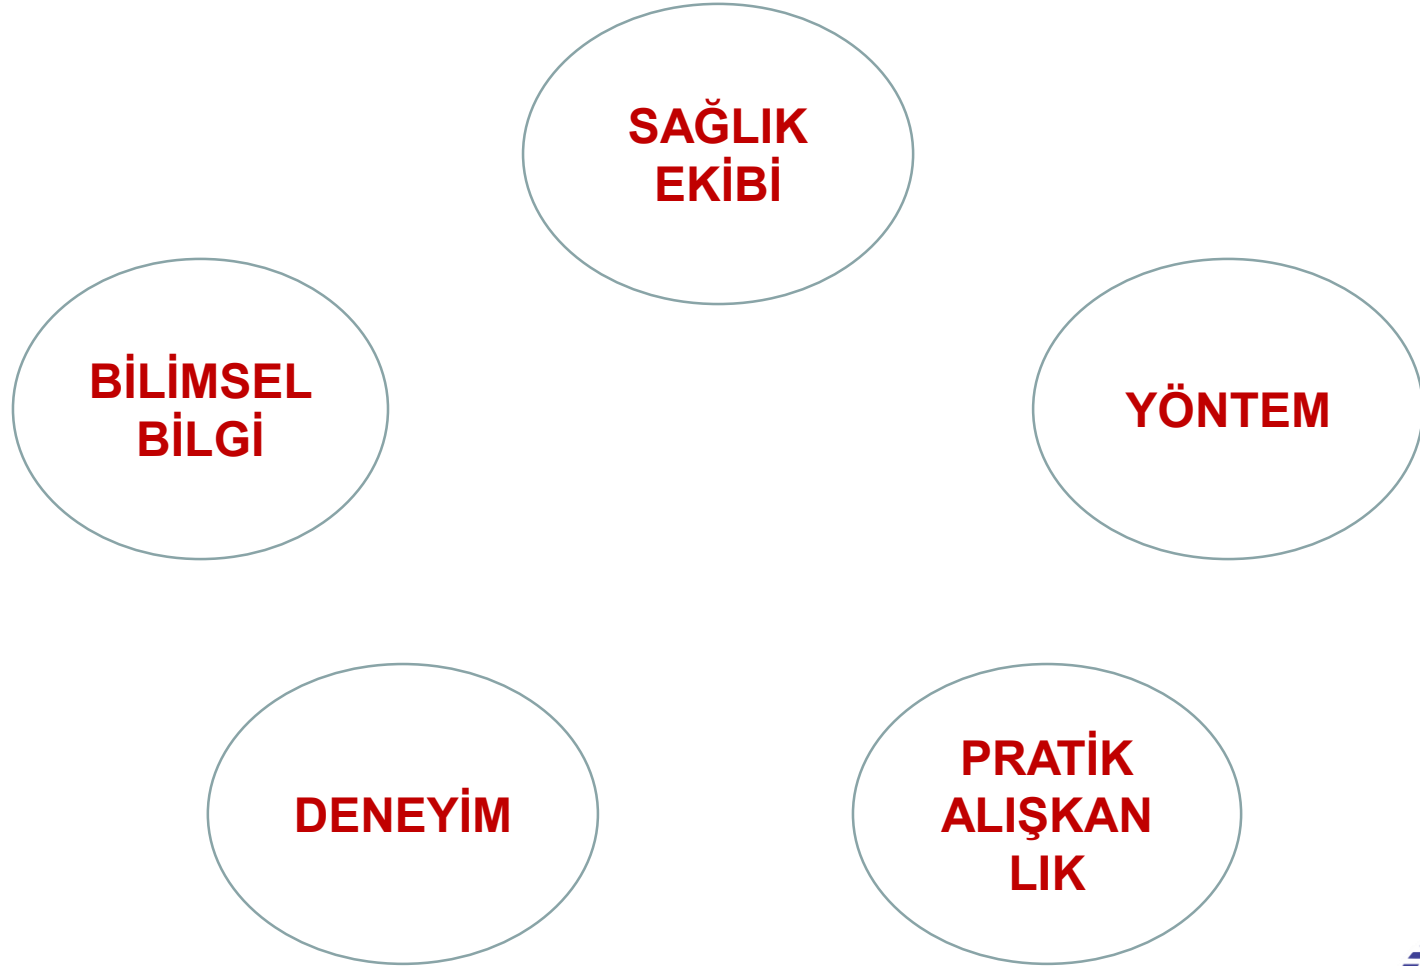 SAĞLIK
EKİBİ
BİLİMSEL
BİLGİ
YÖNTEM
DENEYİM
PRATİK
ALIŞKAN
LIK